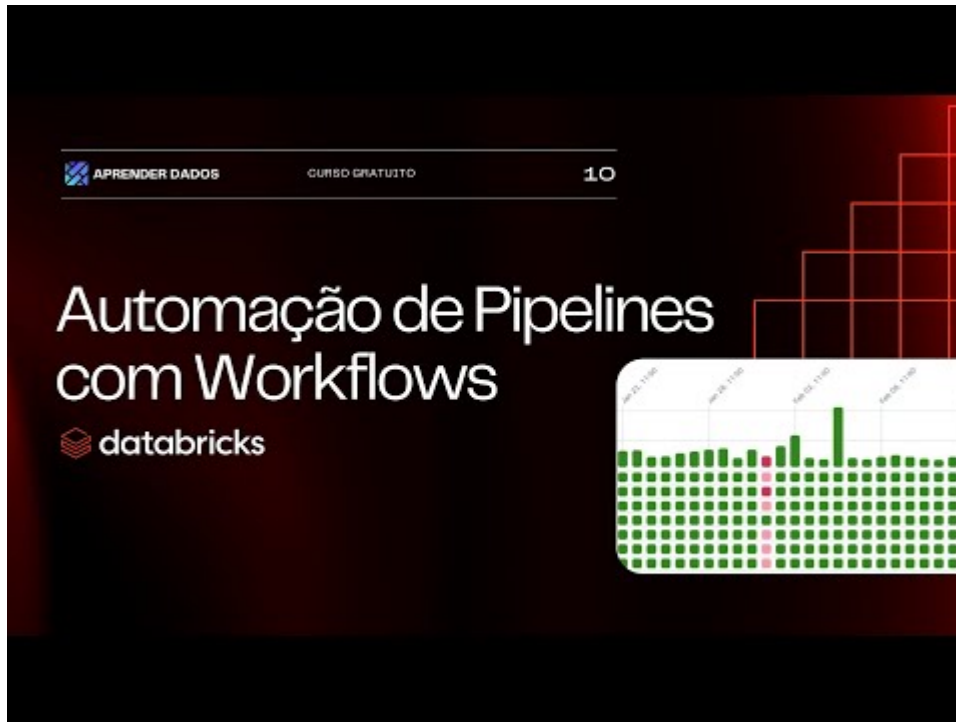 APRENDER DADOS CURSO GRATUITO 10
Automação de Pipelines
com Workflows
databricks